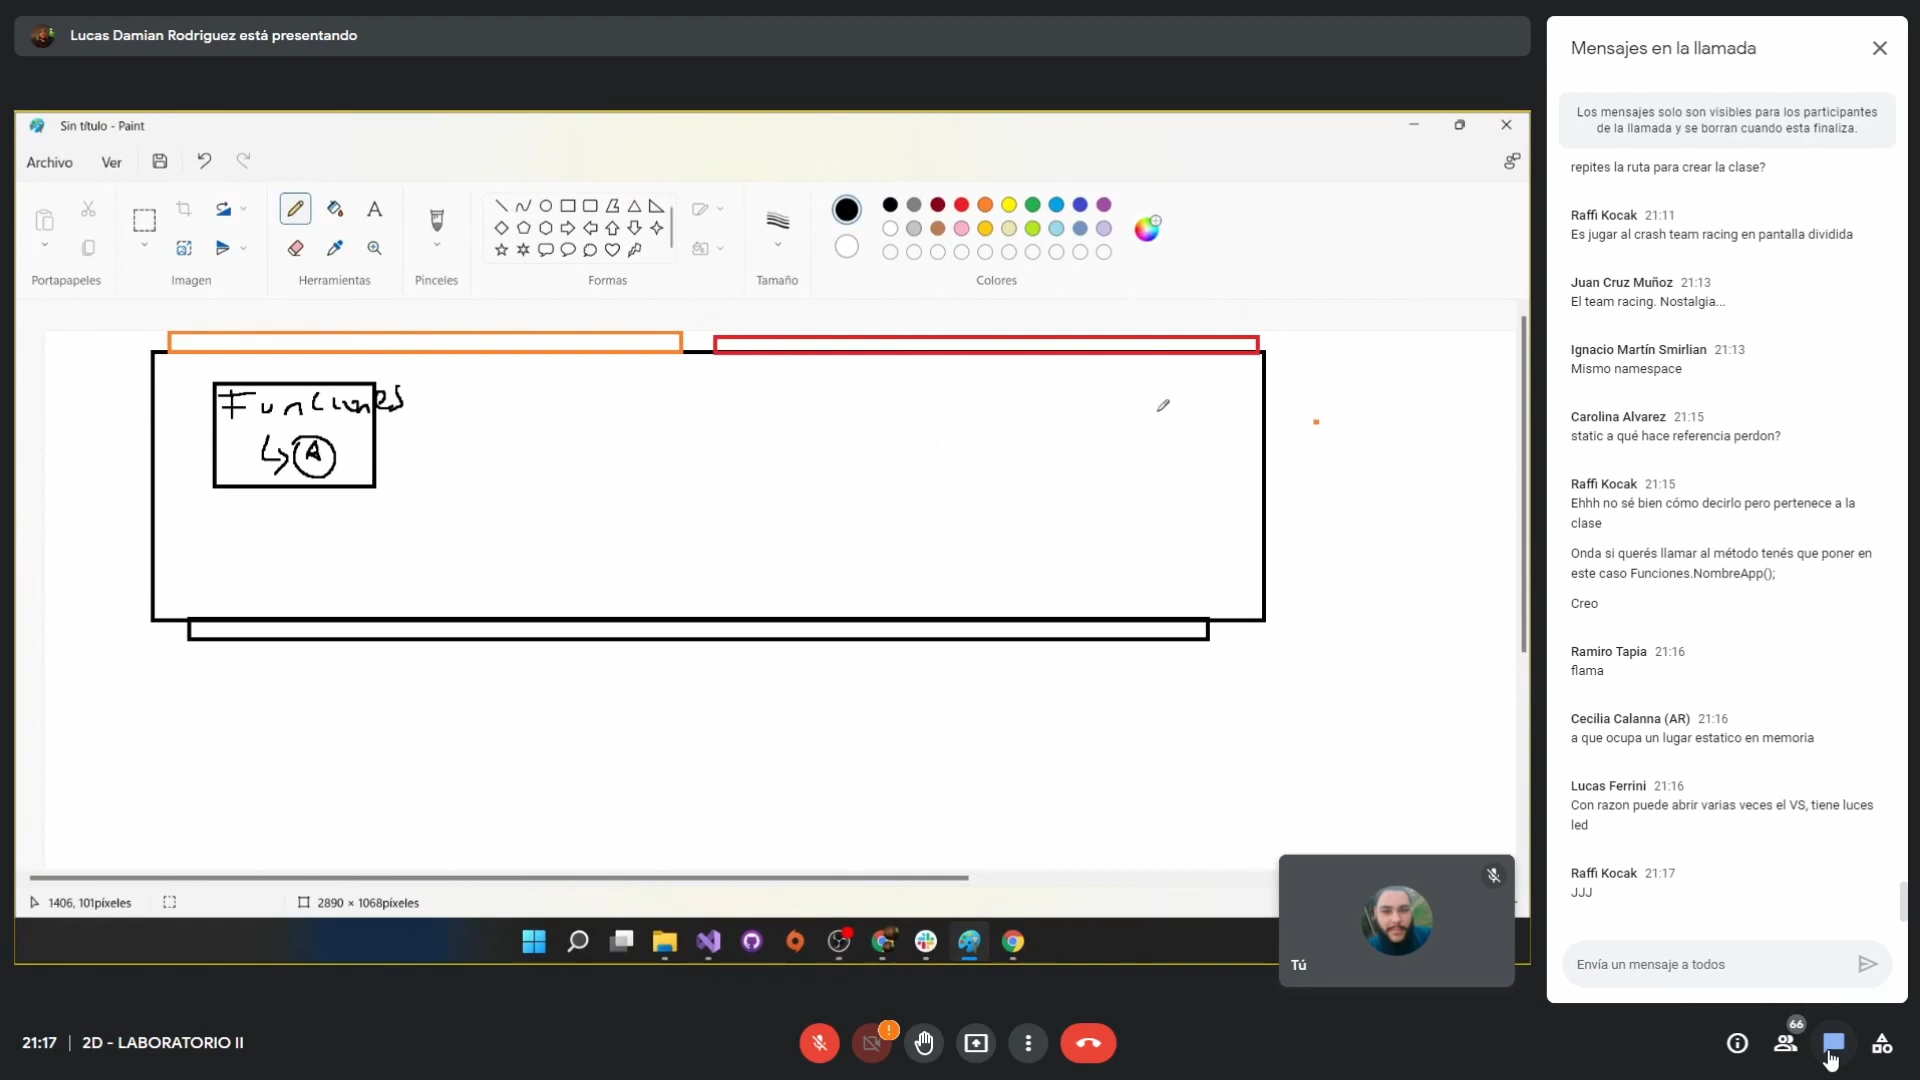 Lucas Damian Rodriguez está presentando
Sin título - Paint
Archivo
Ver
Portapapeles
Imagen
Herramientas
Pinceles
Formas
Tamaño
Colores
Funciones
A
1406, 101píxeles
2890 × 1068píxeles
Tú
21:17
2D - LABORATORIO II
66
Mensajes en la llamada
Los mensajes solo son visibles para los participantes
de la llamada y se borran cuando esta finaliza.
repites la ruta para crear la clase?
Raffi Kocak 21:11
Es jugar al crash team racing en pantalla dividida
Juan Cruz Muñoz 21:13
El team racing. Nostalgia...
Ignacio Martín Smirlian 21:13
Mismo namespace
Carolina Alvarez 21:15
static a qué hace referencia perdon?
Raffi Kocak 21:15
Ehhh no sé bien cómo decirlo pero pertenece a la
clase
Onda si querés llamar al método tenés que poner en
este caso Funciones.NombreApp();
Creo
Ramiro Tapia 21:16
flama
Cecilia Calanna (AR) 21:16
a que ocupa un lugar estatico en memoria
Lucas Ferrini 21:16
Con razon puede abrir varias veces el VS, tiene luces
led
Raffi Kocak 21:17
JJJ
Envía un mensaje a todos